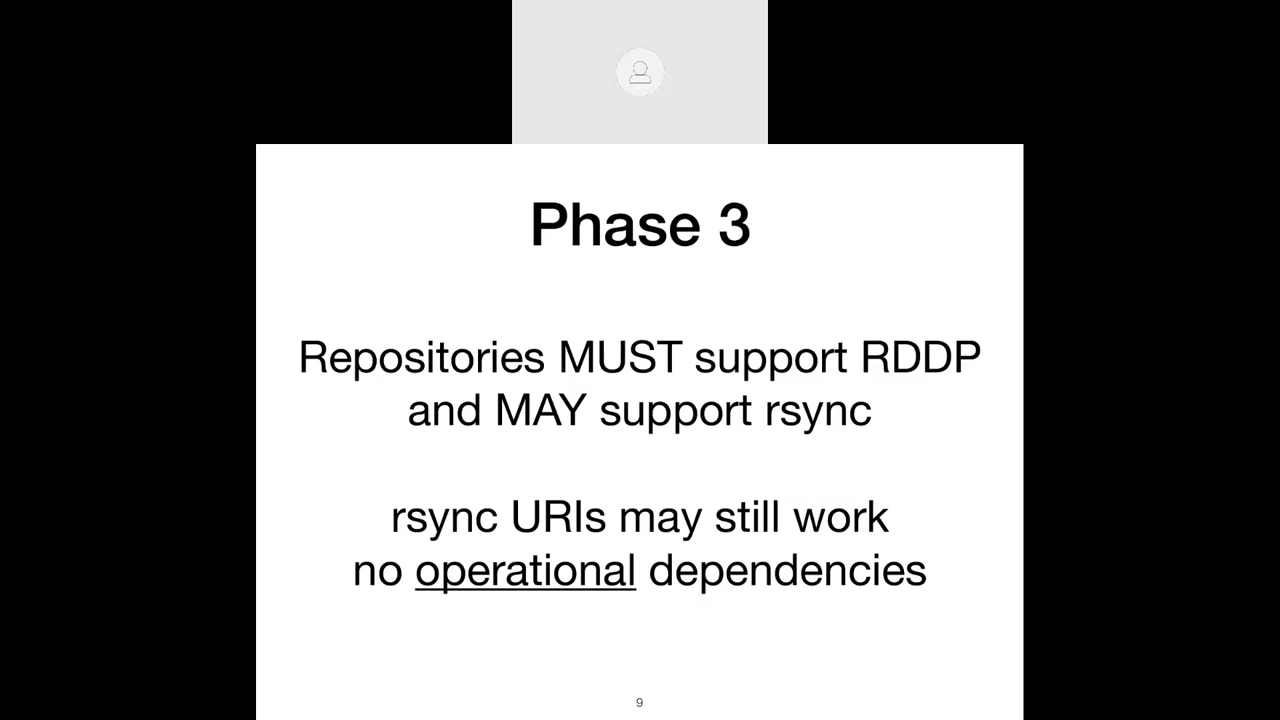 Phase 3
Repositories MUST support RDDP
and MAY support rsync
rsync URIs may still work
no operational dependencies
9